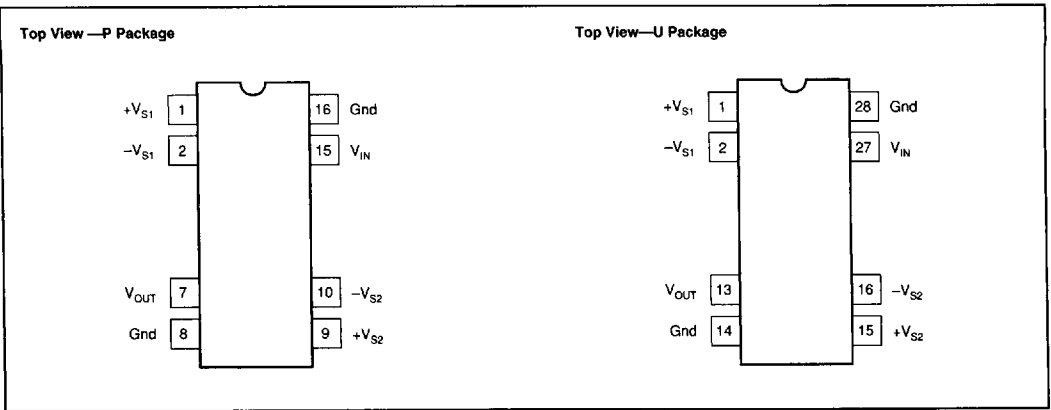 Top View —P Package
+VS1 1 16 Gnd
–VS1 2 15 VIN
VOUT 7 10 –VS2
Gnd 8 9 +VS2
Top View—U Package
+VS1 1 28 Gnd
–VS1 2 27 VIN
VOUT 13 16 –VS2
Gnd 14 15 +VS2